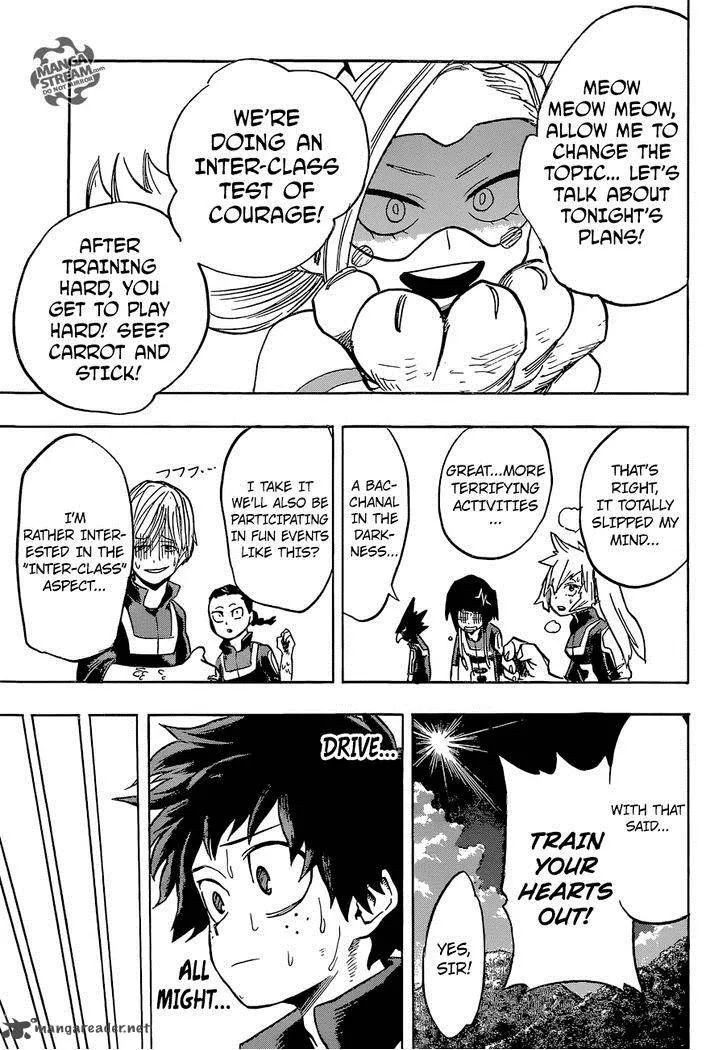 MANGA
STREAM.COM
DO NOT MIRROR
MEOW
MEOW MEOW,
ALLOW ME TO
CHANGE THE
TOPIC... LET'S
TALK ABOUT
TONIGHT'S
PLANS!
WE'RE
DOING AN
INTER-CLASS
TEST OF
COURAGE!
AFTER
TRAINING
HARD, YOU
GET TO PLAY
HARD! SEE?
CARROT AND
STICK!
THAT'S
RIGHT,
IT TOTALLY
SLIPPED MY
MIND...
GREAT...MORE
TERRIFYING
ACTIVITIES
...
A BAC-
CHANAL
IN THE
DARK-
NESS...
I TAKE IT
WE'LL ALSO BE
PARTICIPATING
IN FUN EVENTS
LIKE THIS?
フフフ...
I'M
RATHER INTER-
ESTED IN THE
"INTER-CLASS"
ASPECT...
WITH THAT
SAID...
TRAIN
YOUR
HEARTS
OUT!
YES,
SIR!
DRIVE...
ALL
MIGHT...
mangareader.net